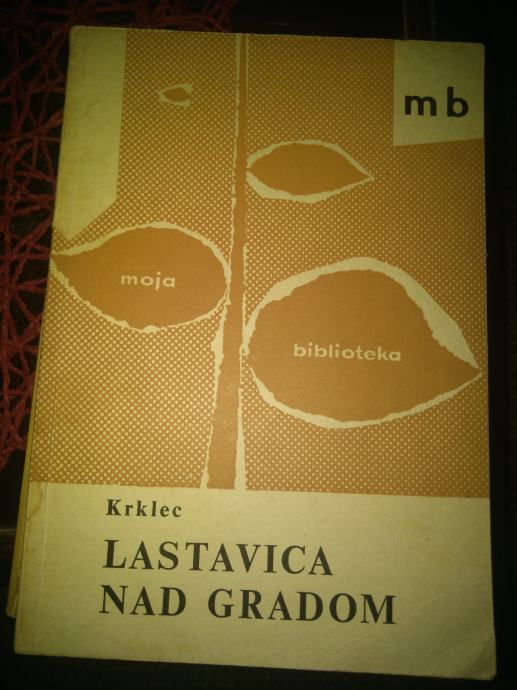 mb
moja
biblioteka
Krklec
LASTAVICA
NAD GRADOM